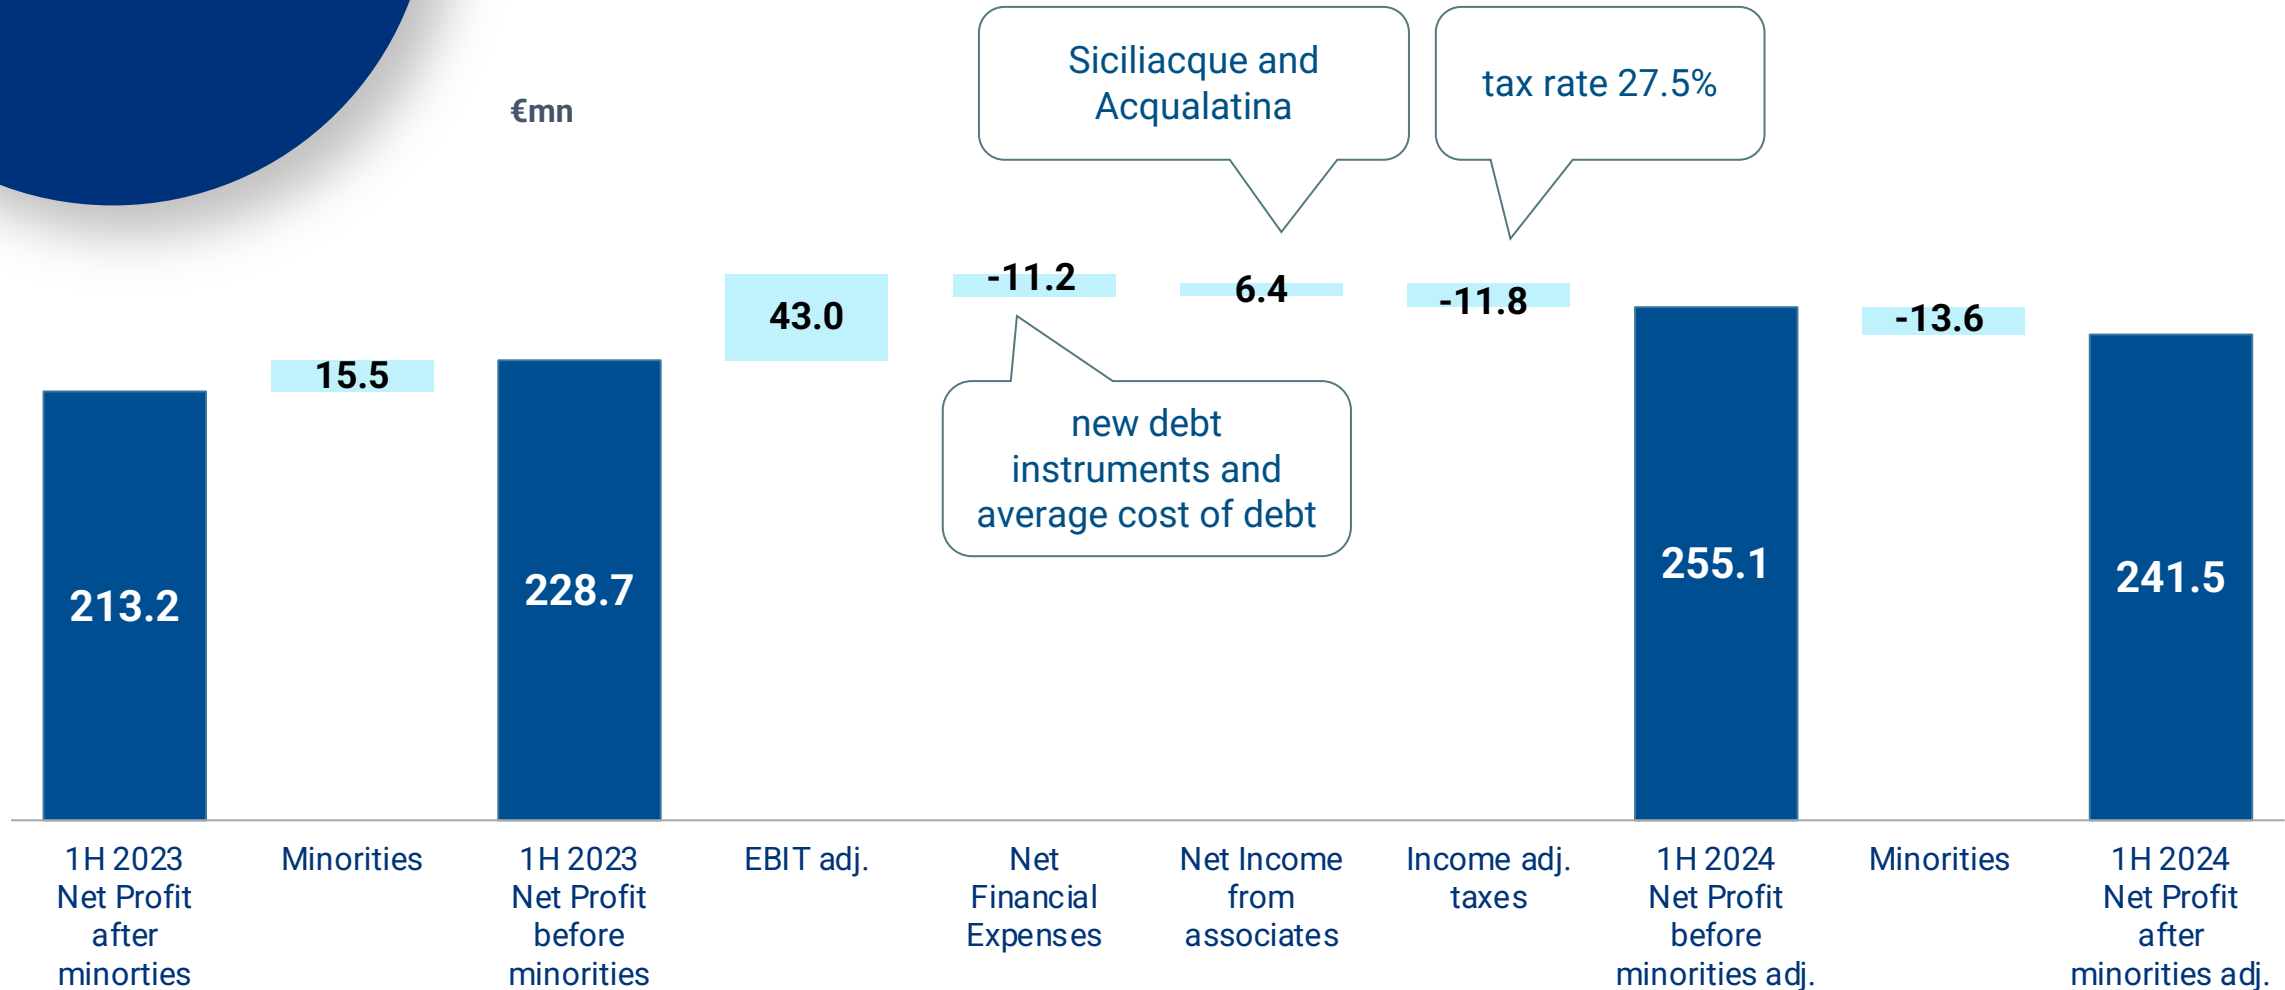 €mn
Siciliacque and
Acqualatina
tax rate 27.5%
213.2
15.5
228.7
43.0
-11.2
6.4
-11.8
255.1
-13.6
241.5
new debt
instruments and
average cost of debt
1H 2023
Net Profit
after
minorties
Minorities
1H 2023
Net Profit
before
minorities
EBIT adj.
Net
Financial
Expenses
Net Income
from
associates
Income adj.
taxes
1H 2024
Net Profit
before
minorities adj.
Minorities
1H 2024
Net Profit
after
minorities adj.